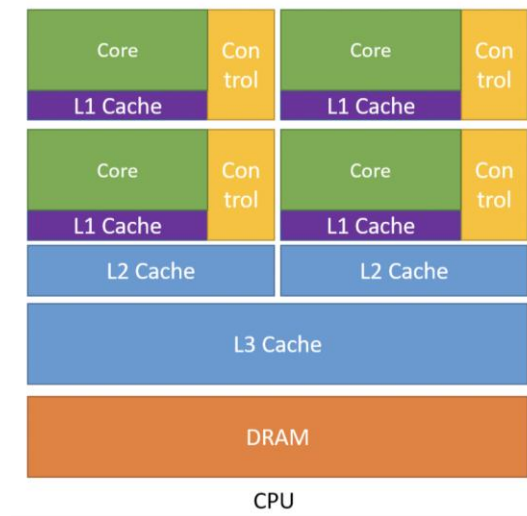 Core
Con
trol
Core
Con
trol
L1 Cache
L1 Cache
Core
Con
trol
Core
Con
trol
L1 Cache
L1 Cache
L2 Cache
L2 Cache
L3 Cache
DRAM
CPU